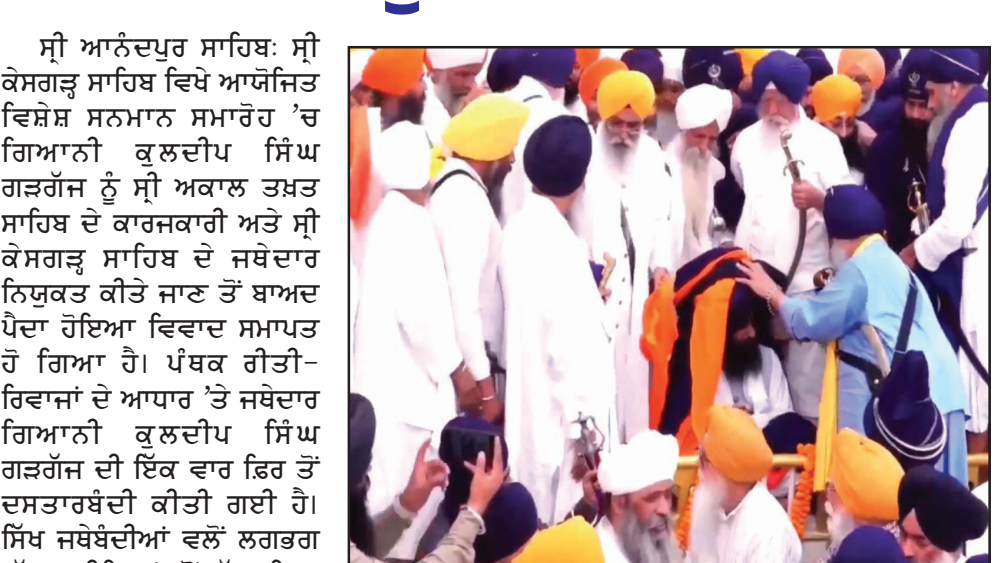 ਸ੍ਰੀ ਆਨੰਦਪੁਰ ਸਾਹਿਬ: ਸ੍ਰੀ
ਕੇਸਗੜ੍ਹ ਸਾਹਿਬ ਵਿਖੇ ਆਯੋਜਿਤ
ਵਿਸ਼ੇਸ਼ ਸਨਮਾਨ ਸਮਾਰੋਹ ’ਚ
ਗਿਆਨੀ ਕੁਲਦੀਪ ਸਿੰਘ
ਗੜਗੱਜ ਨੂੰ ਸ੍ਰੀ ਅਕਾਲ ਤਖ਼ਤ
ਸਾਹਿਬ ਦੇ ਕਾਰਜਕਾਰੀ ਅਤੇ ਸ੍ਰੀ
ਕੇਸਗੜ੍ਹ ਸਾਹਿਬ ਦੇ ਜਥੇਦਾਰ
ਨਿਯੁਕਤ ਕੀਤੇ ਜਾਣ ਤੋਂ ਬਾਅਦ
ਪੈਦਾ ਹੋਇਆ ਵਿਵਾਦ ਸਮਾਪਤ
ਹੋ ਗਿਆ ਹੈ। ਪੰਥਕ ਰੀਤੀ-
ਰਿਵਾਜਾਂ ਦੇ ਆਧਾਰ ’ਤੇ ਜਥੇਦਾਰ
ਗਿਆਨੀ ਕੁਲਦੀਪ ਸਿੰਘ
ਗੜਗੱਜ ਦੀ ਇੱਕ ਵਾਰ ਫ਼ਿਰ ਤੋਂ
ਦਸਤਾਰਬੰਦੀ ਕੀਤੀ ਗਈ ਹੈ।
ਸਿੱਖ ਜਥੇਬੰਦੀਆਂ ਵਲੋਂ ਲਗਭਗ